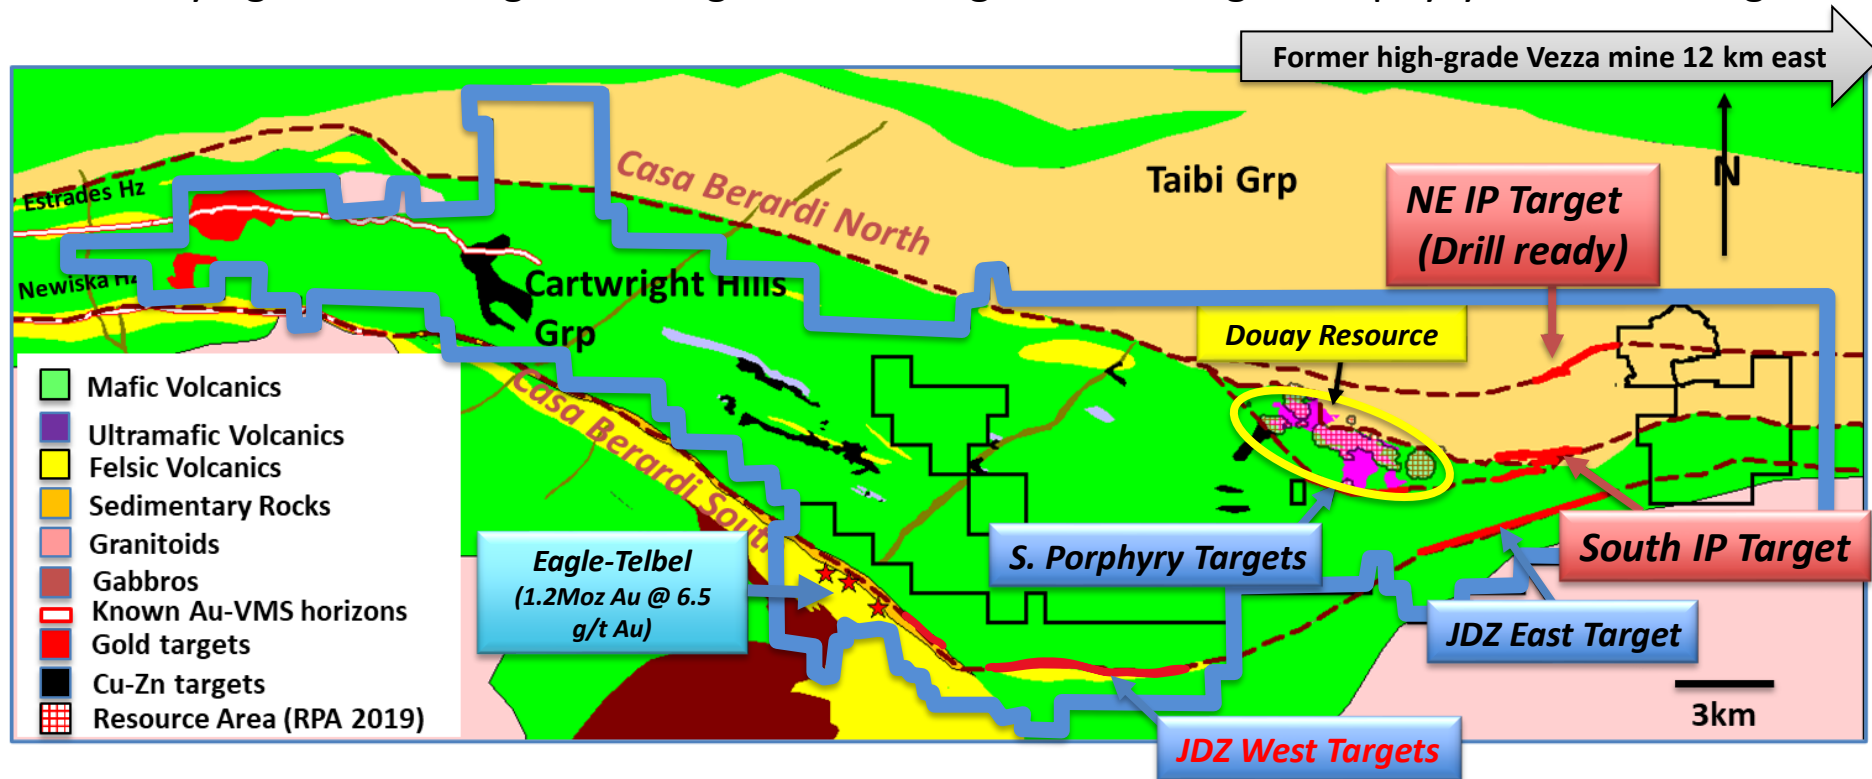 Former high-grade Vezza mine 12 km east
N
Taibi Grp
Casa Berardi North
NE IP Target
(Drill ready)
Estrades Hz
Newiska Hz
Cartwright Hills
Grp
Douay Resource
Casa Berardi South
Mafic Volcanics
Ultramafic Volcanics
Felsic Volcanics
Sedimentary Rocks
Granitoids
Gabbros
Known Au-VMS horizons
Gold targets
Cu-Zn targets
Resource Area (RPA 2019)
Eagle-Telbel
(1.2Moz Au @ 6.5
g/t Au)
S. Porphyry Targets
South IP Target
JDZ East Target
JDZ West Targets
3km